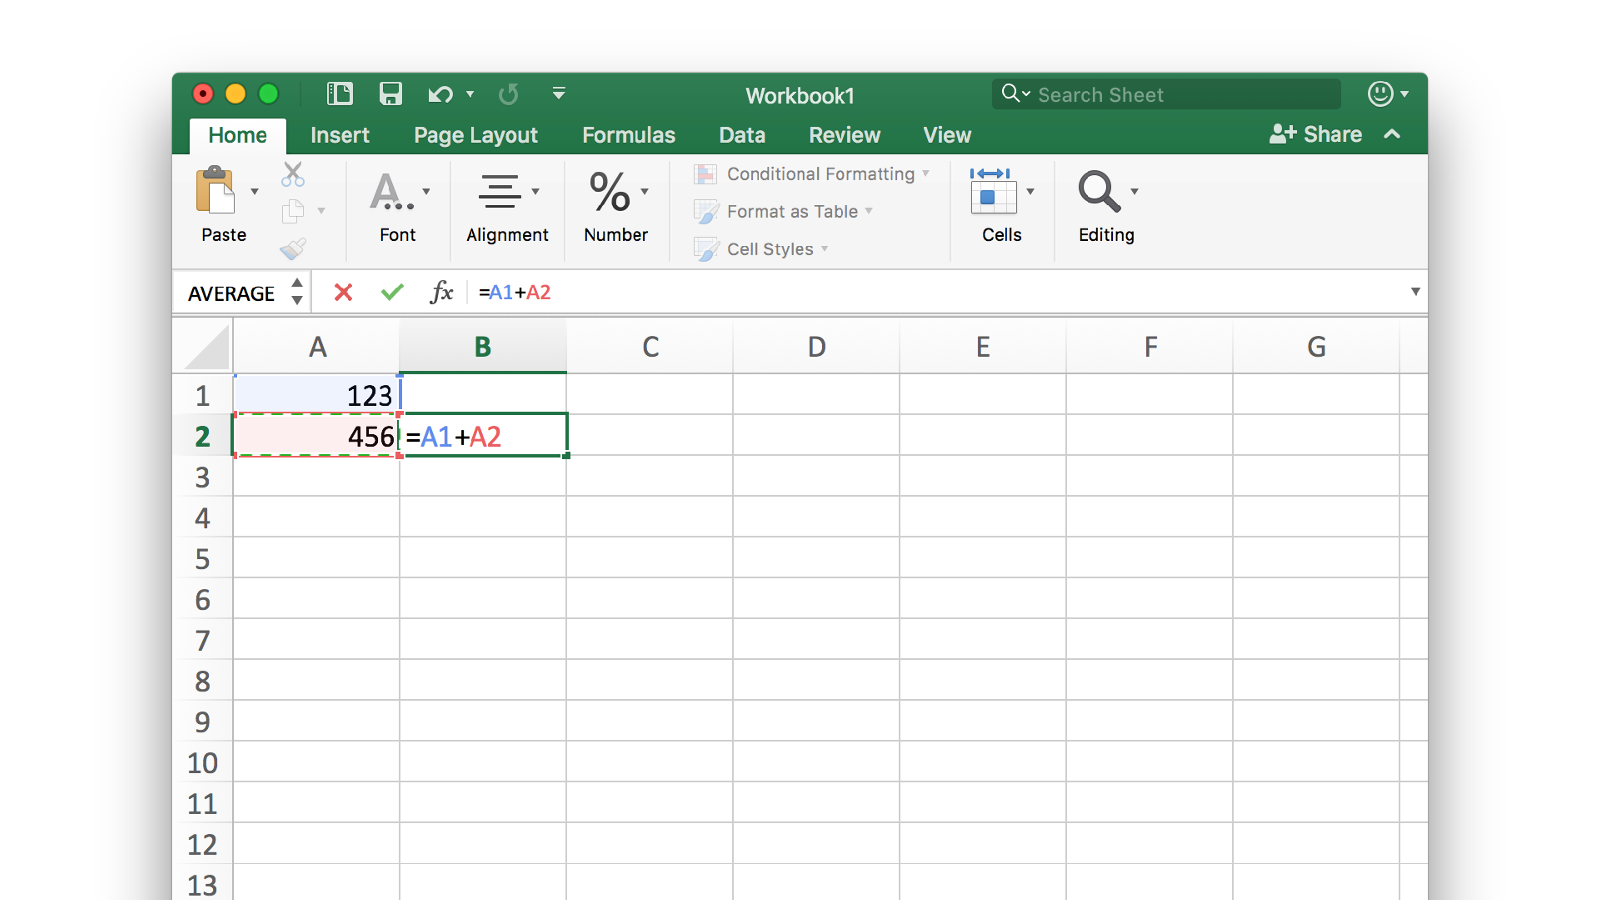 Workbook1
Search Sheet
Home Insert Page Layout Formulas Data Review View Share
Paste
A... Font
Alignment
% Number
Conditional Formatting
Format as Table
Cell Styles
Cells
Editing
AVERAGE fx =A1+A2
A B C D E F G
1 123
2 456 =A1+A2
3
4
5
6
7
8
9
10
11
12
13